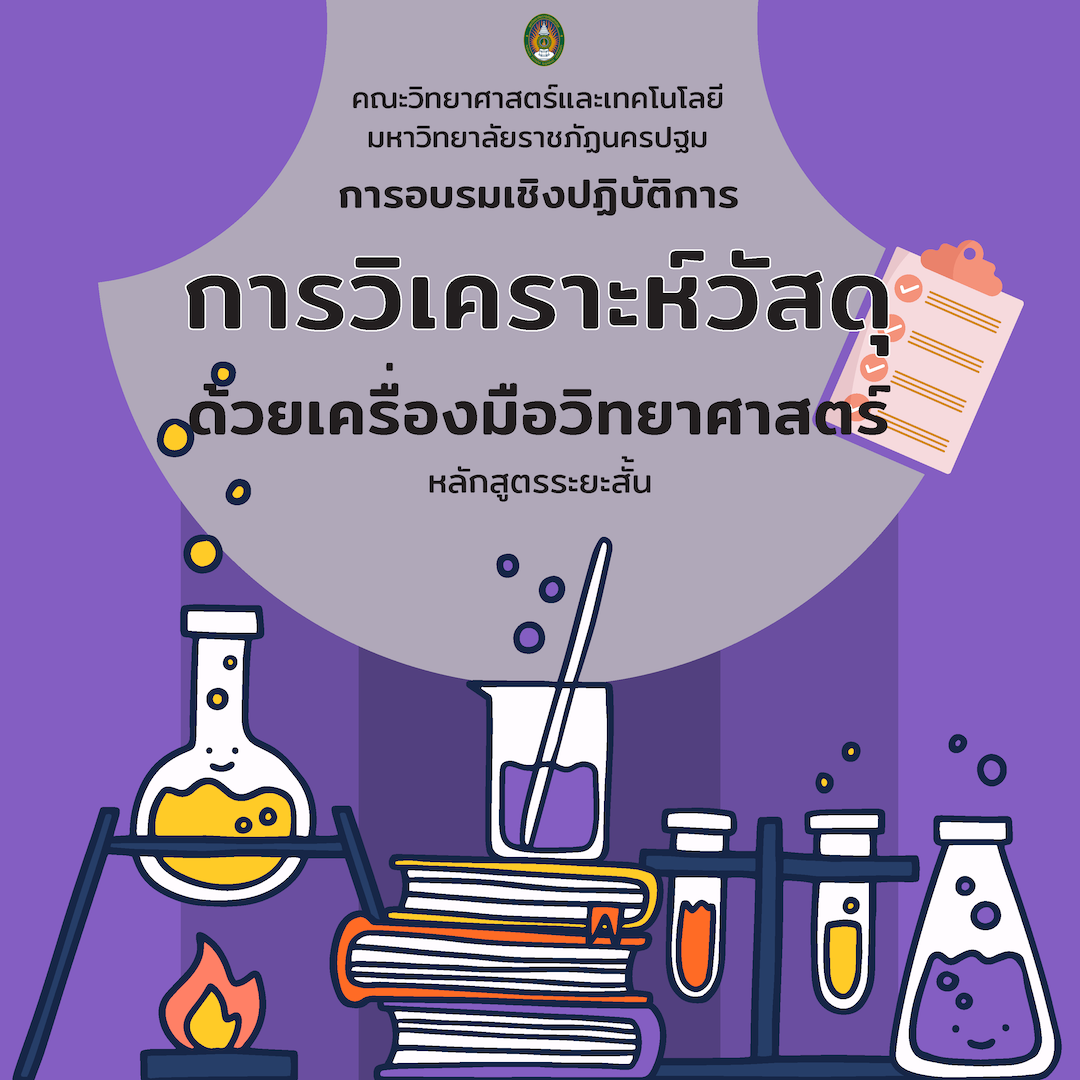 คณะวิทยาศาสตร์และเทคโนโลยี
มหาวิทยาลัยราชภัฏนครปฐม
การอบรมเชิงปฏิบัติการ
การวิเคราะห์วัสดุ
ด้วยเครื่องมือวิทยาศาสตร์
หลักสูตรระยะสั้น
A